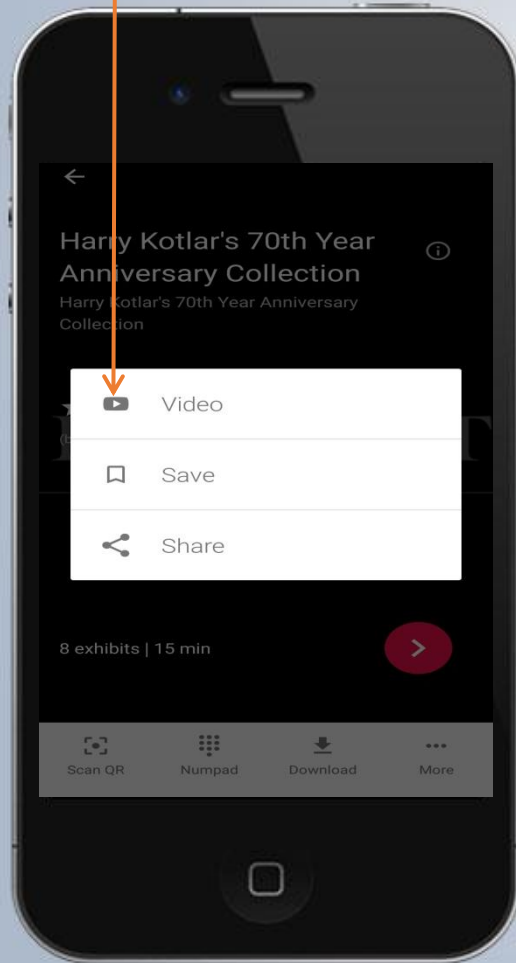 Harry Kotlar's 70th Year
Anniversary Collection
Harry Kotlar's 70th Year Anniversary
Collection
Video
Save
Share
8 exhibits | 15 min
Scan QR
Numpad
Download
More